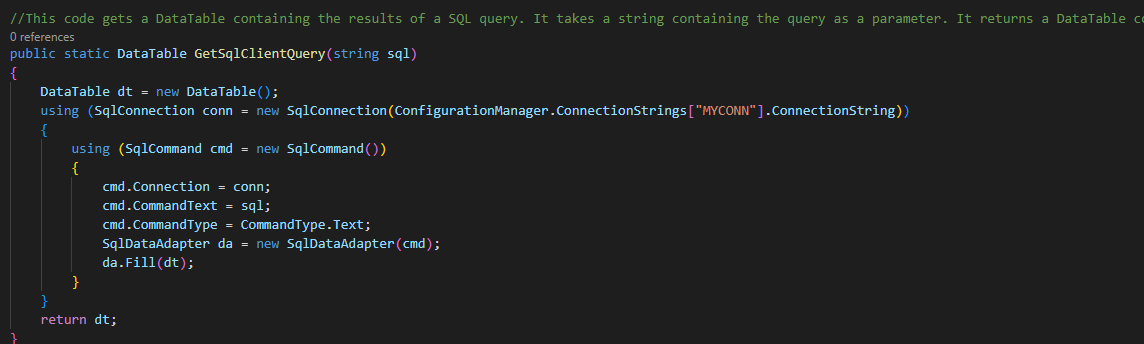 //This code gets a DataTable containing the results of a SQL query. It takes a string containing the query as a parameter. It returns a DataTable
0 references
public static DataTable GetSqlClientQuery(string sql)
{
DataTable dt = new DataTable();
using (SqlConnection conn = new SqlConnection(ConfigurationManager.ConnectionStrings["MYCONN"].ConnectionString))
{
using (SqlCommand cmd = new SqlCommand())
{
cmd.Connection = conn;
cmd.CommandText = sql;
cmd.CommandType = CommandType.Text;
SqlDataAdapter da = new SqlDataAdapter(cmd);
da.Fill(dt);
}
}
return dt;
}